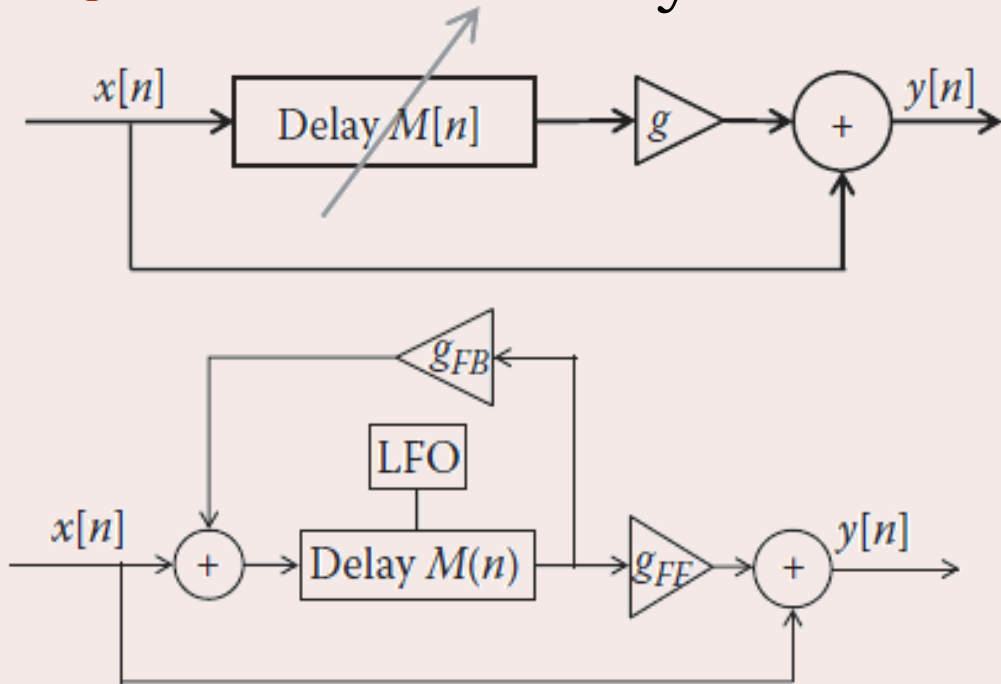 x[n] Delay M[n] g + y[n]
g_FB
LFO
x[n] + Delay M(n) g_FF + y[n]